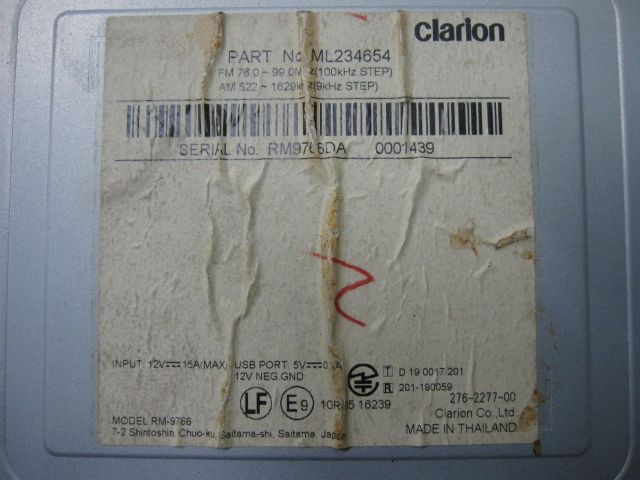 clarion
PART No. ML234654
FM 76.0 ~ 99.0MHz(100kHz STEP)
AM 522 ~ 1629kHz(9kHz STEP)
SERIAL No. RM9766DA 0001439
INPUT: 12V⎓15A(MAX) USB PORT: 5V⎓
12V NEG.GND
T D 19 0017 201
R 201-190059
LF E9 16239
276-2277-00
Clarion Co.,Ltd.
MADE IN THAILAND
MODEL RM-9766
7-2 Shintoshin, Chuo-ku, Saitama-shi, Saitama, Japan